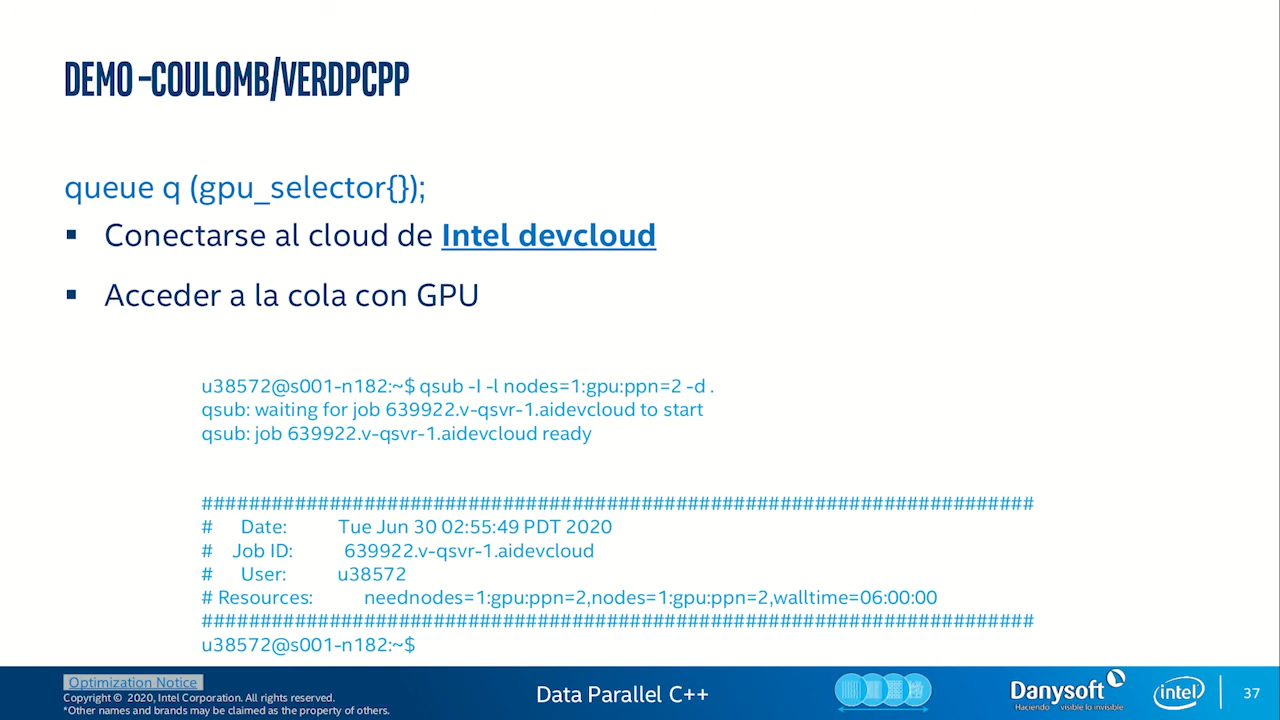 DEMO –COULOMB/VERDPCPP
queue q (gpu_selector{});
▪ Conectarse al cloud de Intel devcloud
▪ Acceder a la cola con GPU
u38572@s001-n182:~$ qsub -I -l nodes=1:gpu:ppn=2 -d .
qsub: waiting for job 639922.v-qsvr-1.aidevcloud to start
qsub: job 639922.v-qsvr-1.aidevcloud ready
########################################################################
# Date: Tue Jun 30 02:55:49 PDT 2020
# Job ID: 639922.v-qsvr-1.aidevcloud
# User: u38572
# Resources: neednodes=1:gpu:ppn=2,nodes=1:gpu:ppn=2,walltime=06:00:00
########################################################################
u38572@s001-n182:~$
Optimization Notice
Copyright © 2020, Intel Corporation. All rights reserved.
*Other names and brands may be claimed as the property of others.
Data Parallel C++
Danysoft
Haciendo visible lo invisible
intel
37